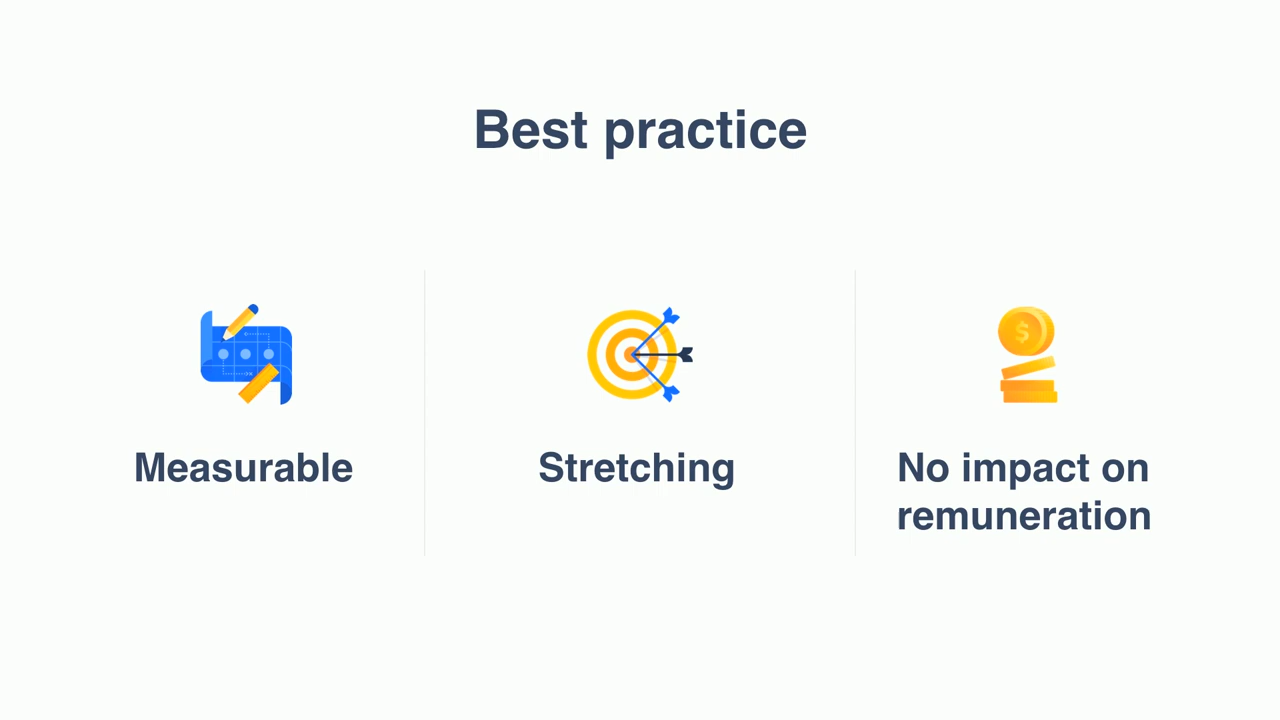 Best practice
Measurable
Stretching
No impact on
remuneration